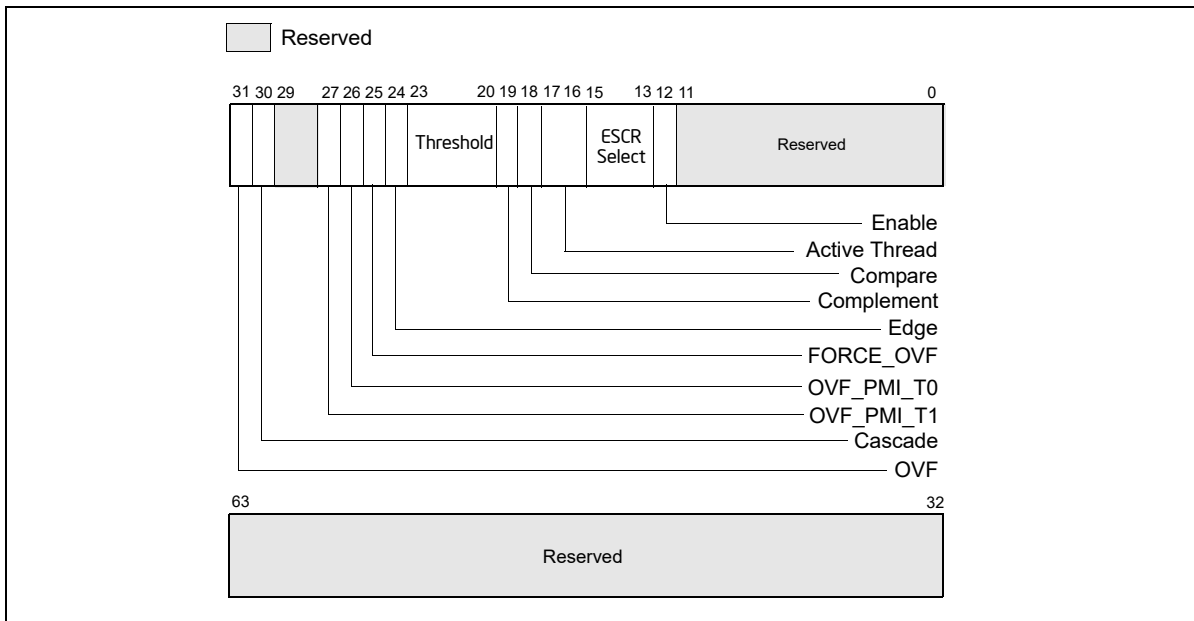 Reserved
31 30 29 27 26 25 24 23 20 19 18 17 16 15 13 12 11 0
Threshold
ESCR
Select
Reserved
Enable
Active Thread
Compare
Complement
Edge
FORCE_OVF
OVF_PMI_T0
OVF_PMI_T1
Cascade
OVF
63 32
Reserved